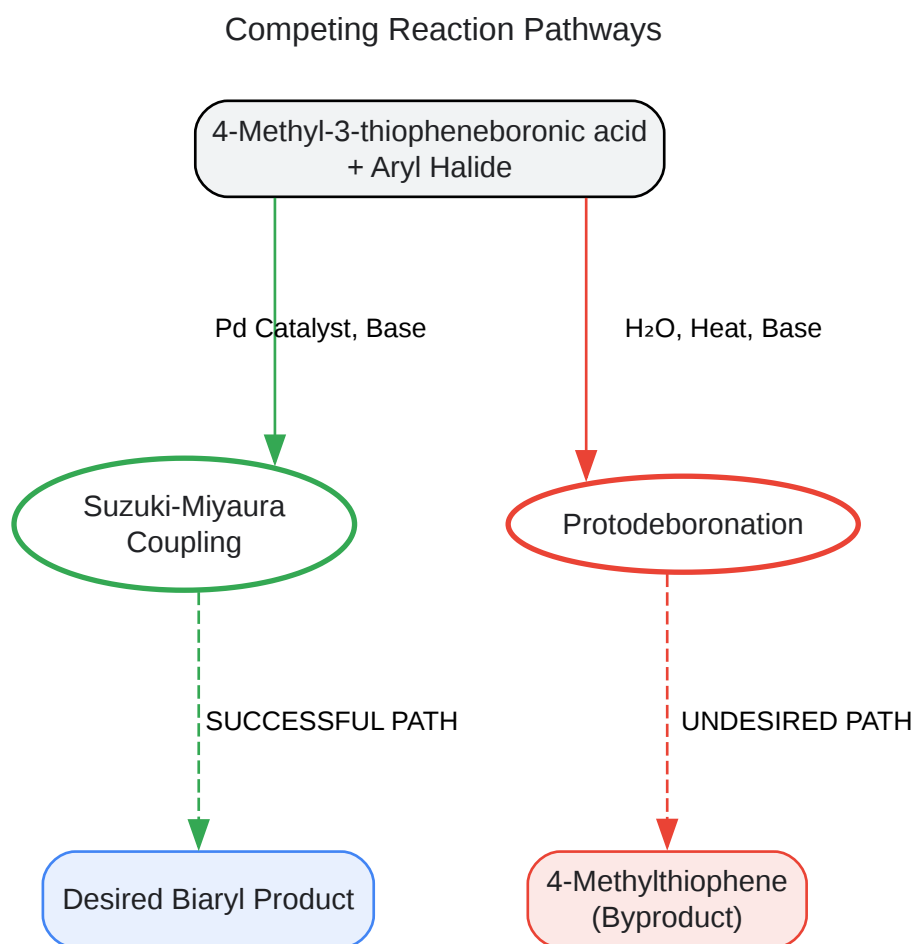 Competing Reaction Pathways
4-Methyl-3-thiopheneboronic acid
+ Aryl Halide
Pd Catalyst, Base
H₂O, Heat, Base
Suzuki-Miyaura
Coupling
Protodeboronation
SUCCESSFUL PATH
UNDESIRED PATH
Desired Biaryl Product
4-Methylthiophene
(Byproduct)